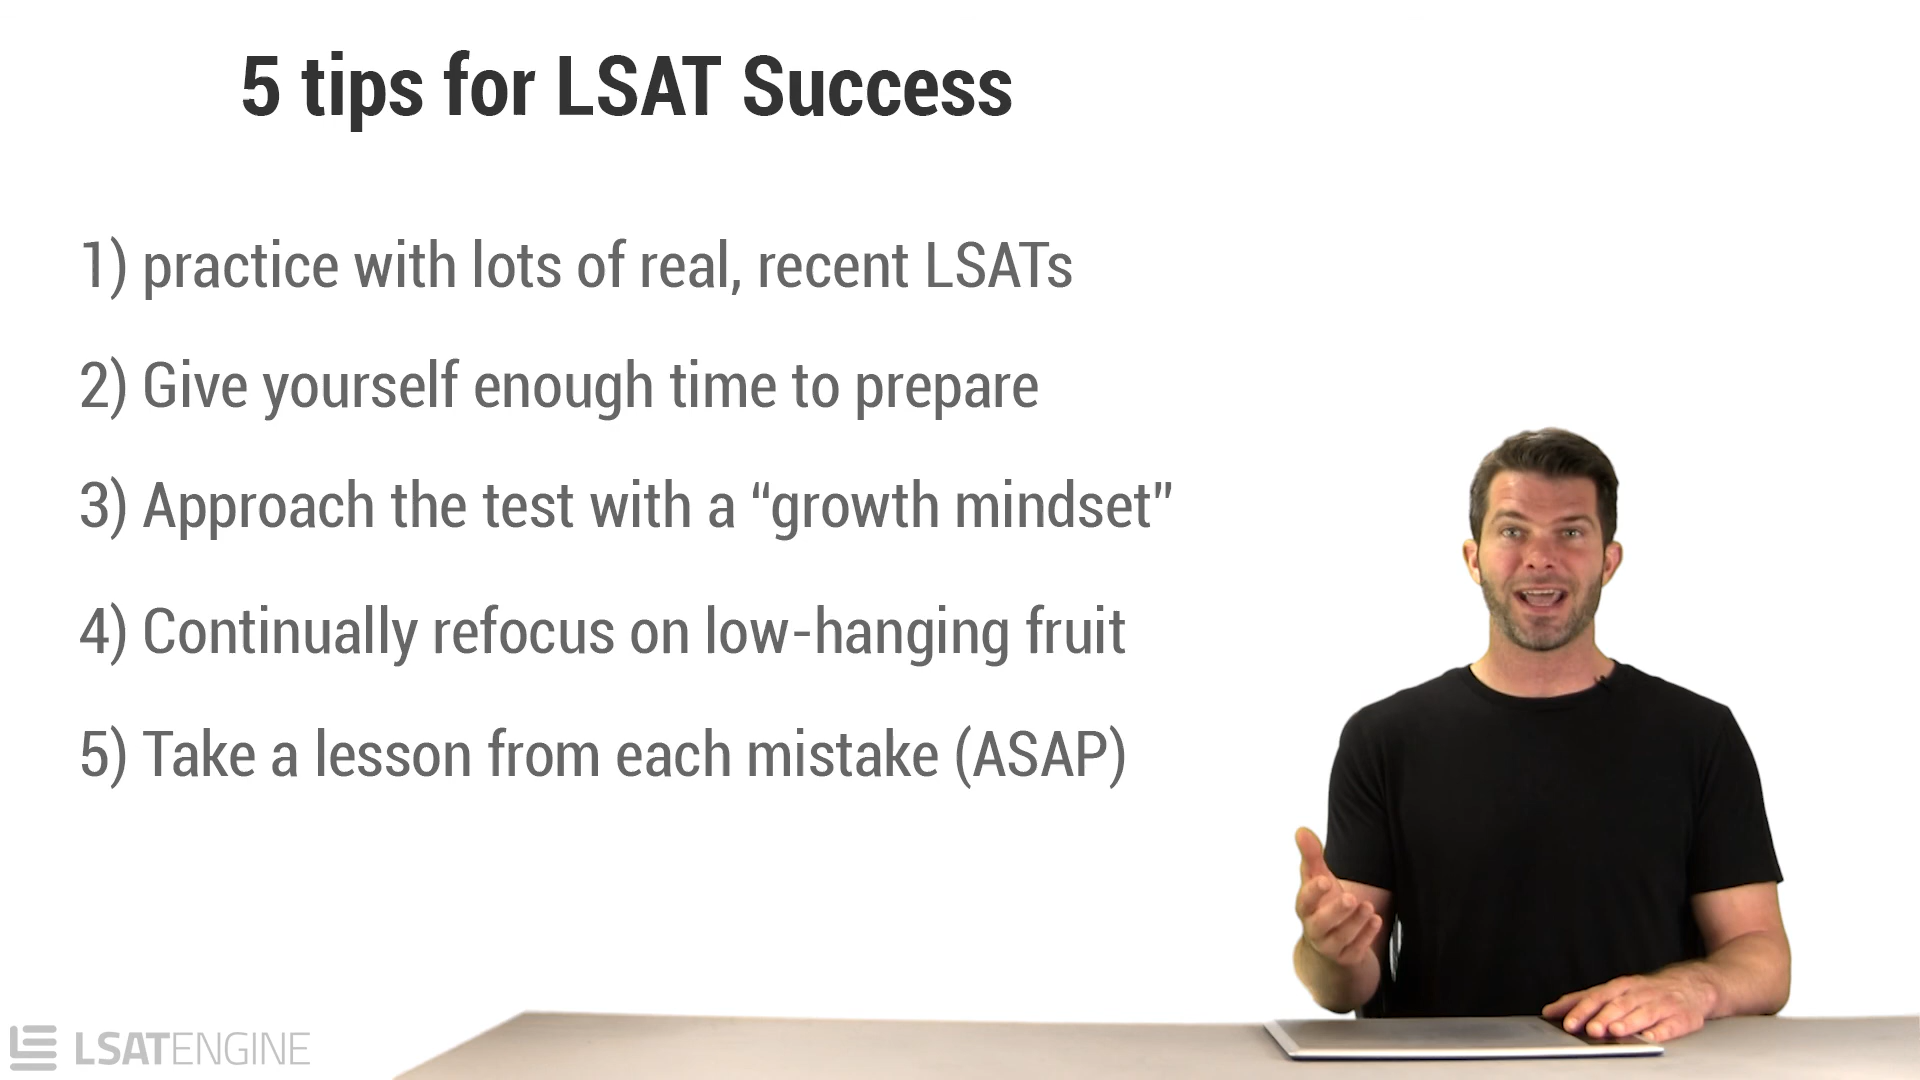 5 tips for LSAT Success
1) practice with lots of real, recent LSATs
2) Give yourself enough time to prepare
3) Approach the test with a “growth mindset”
4) Continually refocus on low-hanging fruit
5) Take a lesson from each mistake (ASAP)
LSATENGINE